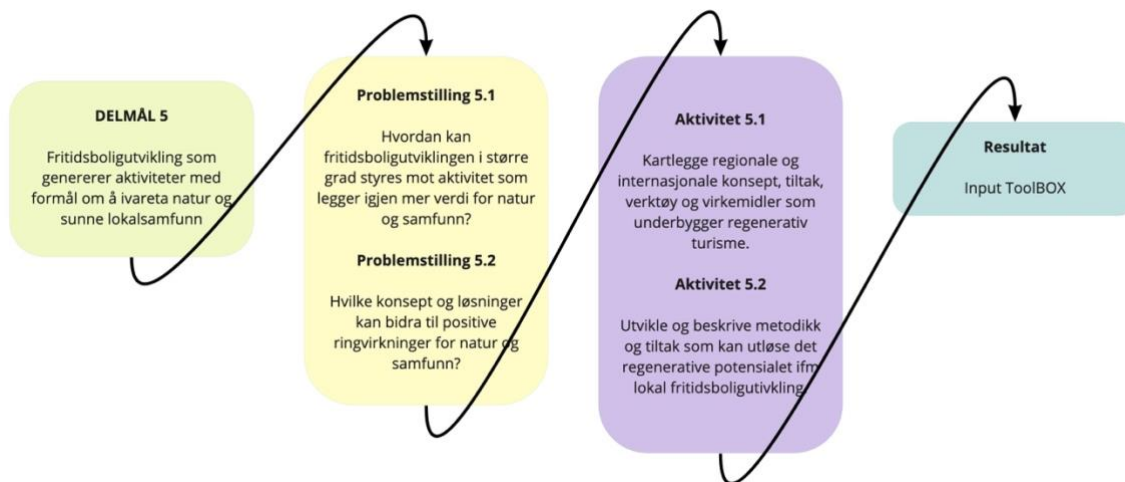 DELMÅL 5
Fritidsboligutvikling som
genererer aktiviteter med
formål om å ivareta natur og
sunne lokalsamfunn
Problemstilling 5.1
Hvordan kan
fritidsboligutviklingen i større
grad styres mot aktivitet som
legger igjen mer verdi for natur
og samfunn?
Problemstilling 5.2
Hvilke konsept og løsninger
kan bidra til positive
ringvirkninger for natur og
samfunn?
Aktivitet 5.1
Kartlegge regionale og
internasjonale konsept, tiltak,
verktøy og virkemidler som
underbygger regenerativ
turisme.
Aktivitet 5.2
Utvikle og beskrive metodikk
og tiltak som kan utløse det
regenerative potensialet ifm
lokal fritidsboligutivkling.
Resultat
Input ToolBOX